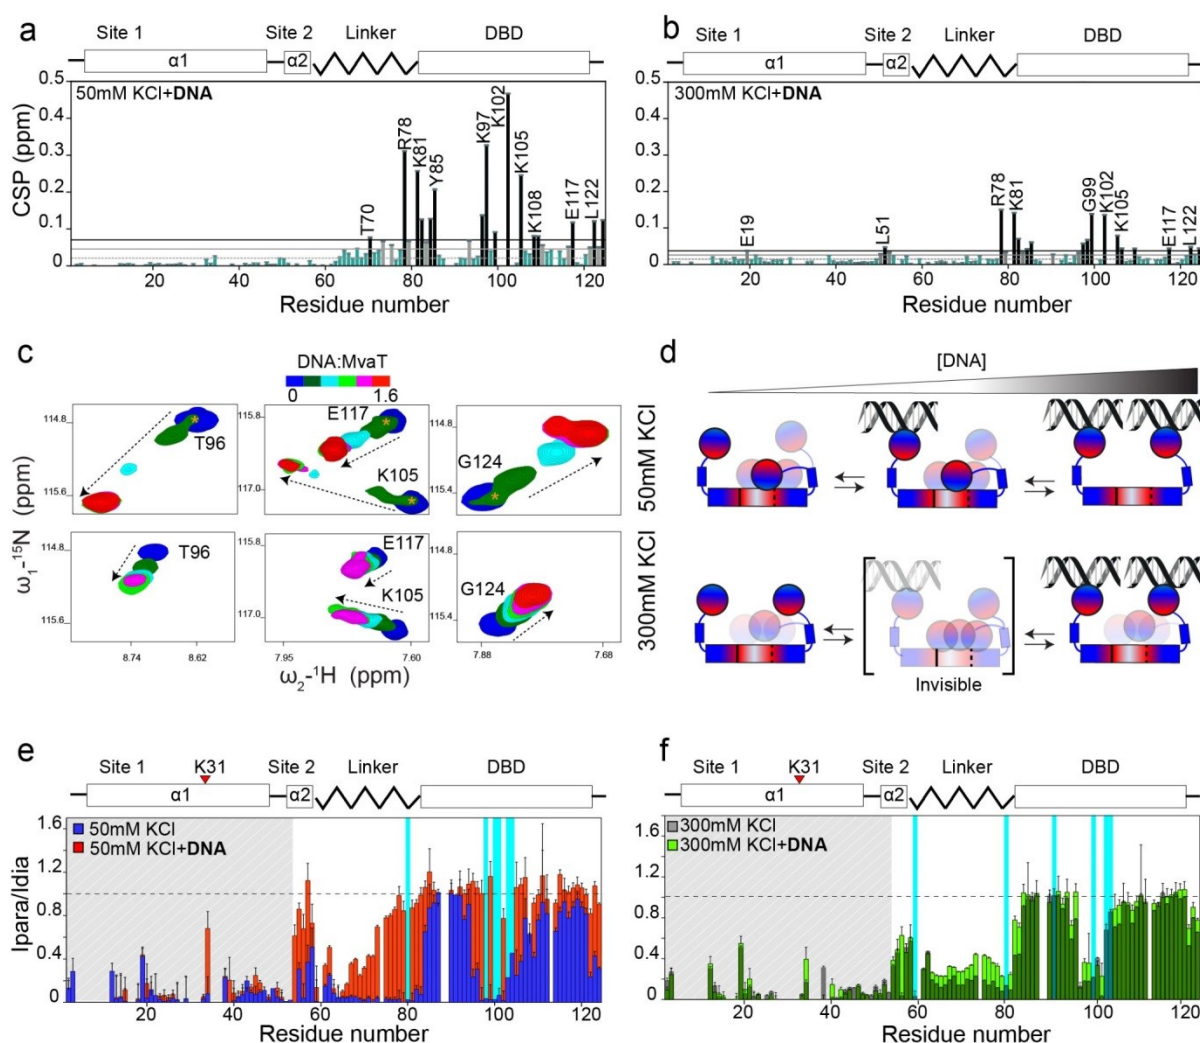 a
Site 1
Site 2
Linker
DBD
α1
α2
50mM KCl+DNA
CSP (ppm)
0.5
0.4
0.3
0.2
0.1
0
T70
R78
K81
Y85
K97
K102
K105
K108
E117
L122
20
40
60
80
100
120
Residue number
b
Site 1
Site 2
Linker
DBD
α1
α2
300mM KCl+DNA
0.5
0.4
0.3
0.2
0.1
0
E19
L51
R78
K81
G99
K102
K105
E117
L122
20
40
60
80
100
120
Residue number
c
DNA:MvaT
0
1.6
ω1-15N (ppm)
114.8
115.6
*
T96
115.8
117.0
E117
*
K105
*
114.8
115.4
G124
*
114.8
115.6
T96
8.74
8.62
115.8
117.0
E117
K105
7.95
7.60
114.8
115.4
G124
7.88
7.68
ω2-1H (ppm)
d
[DNA]
50mM KCl
300mM KCl
Invisible
e
Site 1
K31
Site 2
Linker
DBD
α1
α2
50mM KCl
50mM KCl+DNA
Ipara/Idia
1.6
1.2
0.8
0.4
0
20
40
60
80
100
120
Residue number
f
Site 1
K31
Site 2
Linker
DBD
α1
α2
300mM KCl
300mM KCl+DNA
1.6
1.2
0.8
0.4
0
20
40
60
80
100
120
Residue number